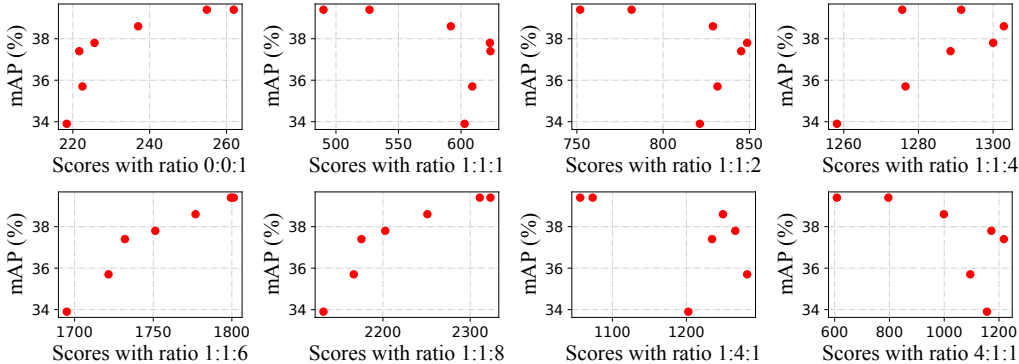 mAP (%)
38
36
34
220 240 260
Scores with ratio 0:0:1
mAP (%)
38
36
34
500 550 600
Scores with ratio 1:1:1
mAP (%)
38
36
34
750 800 850
Scores with ratio 1:1:2
mAP (%)
38
36
34
1260 1280 1300
Scores with ratio 1:1:4
mAP (%)
38
36
34
1700 1750 1800
Scores with ratio 1:1:6
mAP (%)
38
36
34
2200 2300
Scores with ratio 1:1:8
mAP (%)
38
36
34
1100 1200
Scores with ratio 1:4:1
mAP (%)
38
36
34
600 800 1000 1200
Scores with ratio 4:1:1